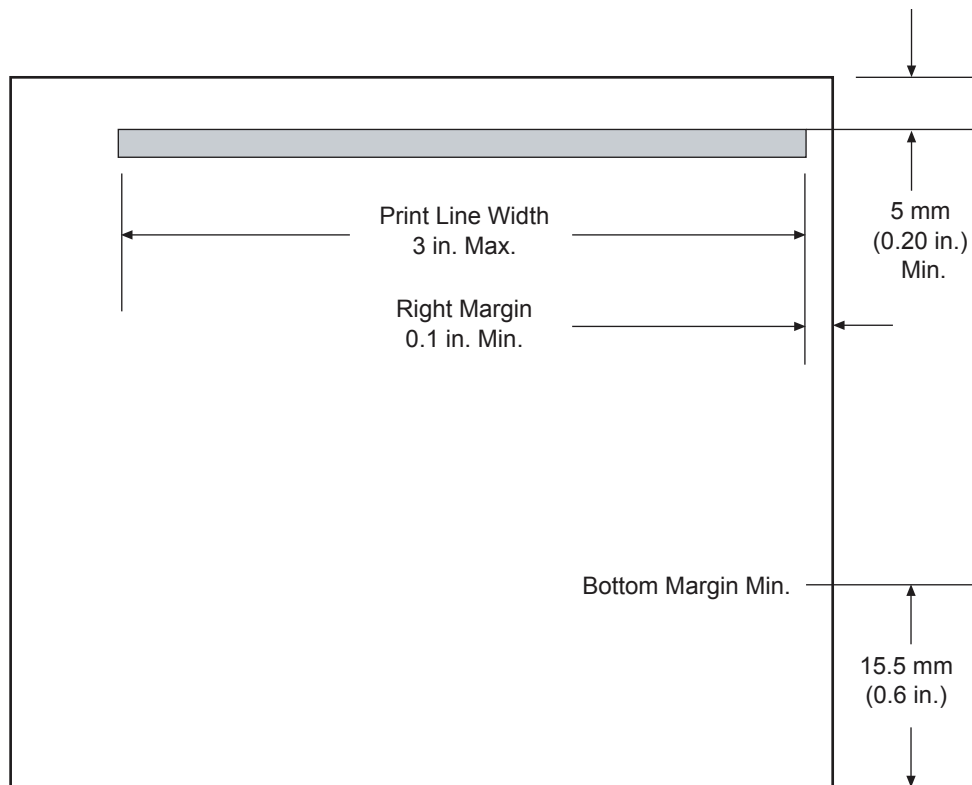 Print Line Width
3 in. Max.
5 mm
(0.20 in.)
Min.
Right Margin
0.1 in. Min.
Bottom Margin Min.
15.5 mm
(0.6 in.)